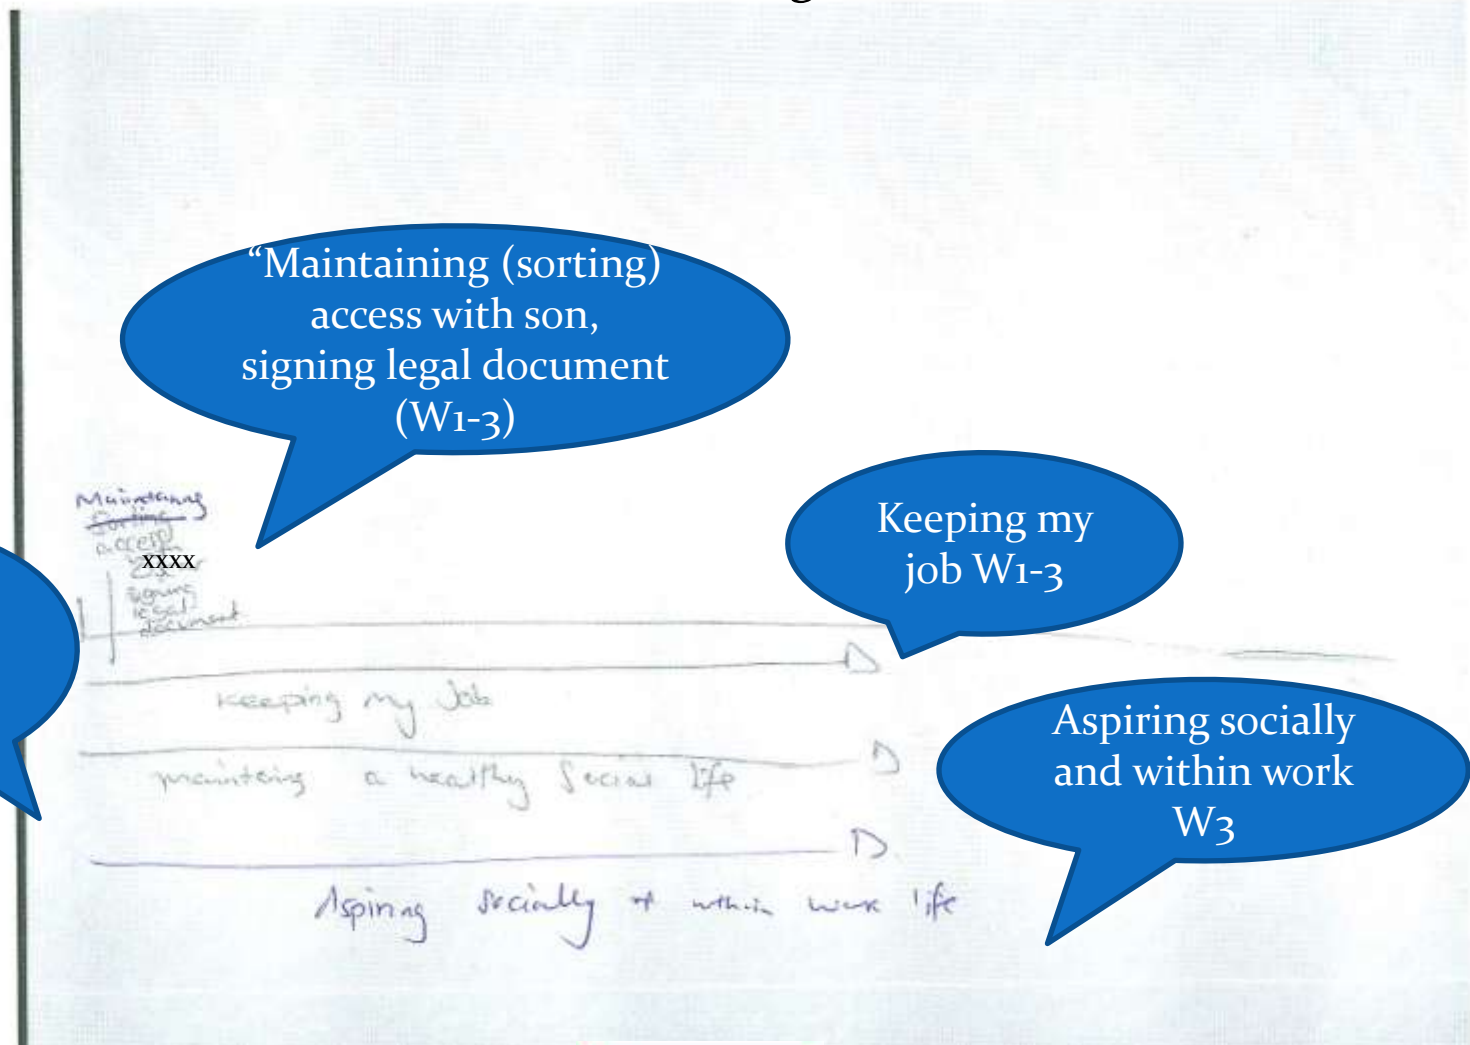 “Maintaining (sorting)
access with son,
signing legal document
(W1-3)
Keeping my
job W1-3
Aspiring socially
and within work
W3
Maintaining
Sorting
access
xxxx
signing
legal
document
Keeping my Job
maintaing a healthy Social life
Aspiring socially + within work life